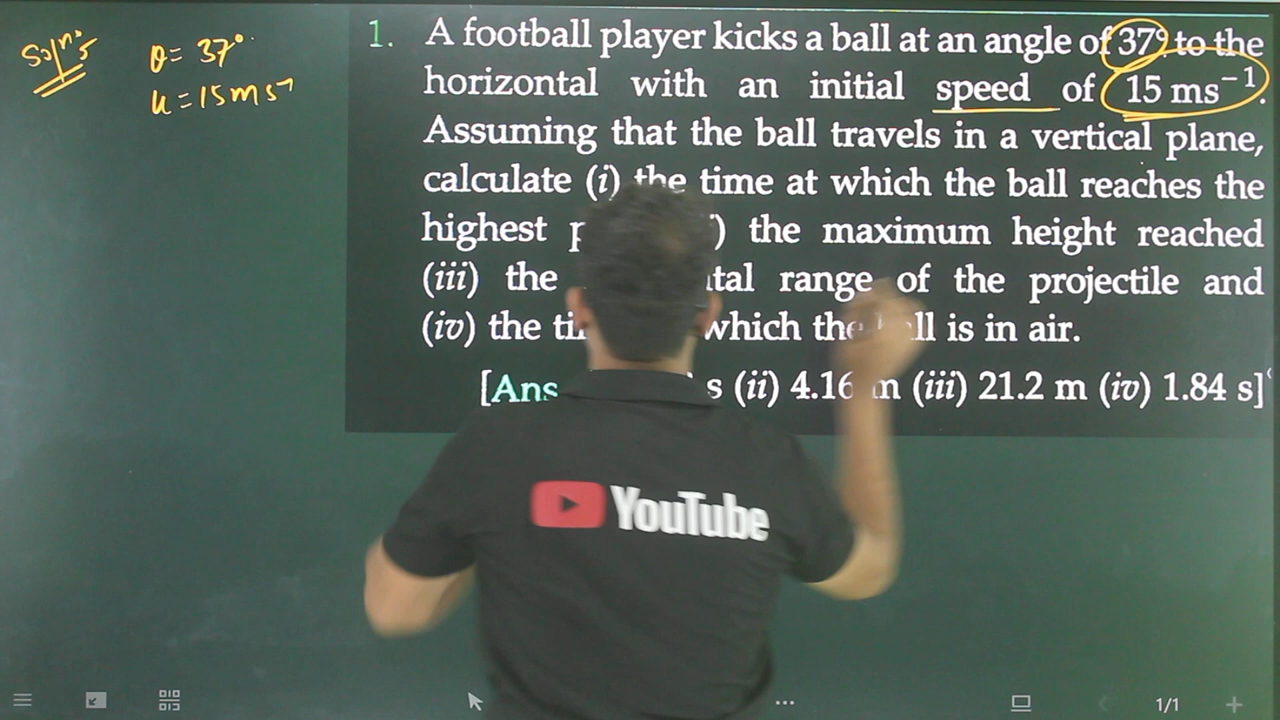 Solⁿ:
θ = 37°
u = 15 ms⁻¹
1. A football player kicks a ball at an angle of 37° to the
horizontal with an initial speed of 15 ms⁻¹.
Assuming that the ball travels in a vertical plane,
calculate (i) the time at which the ball reaches the
highest ) the maximum height reached
(iii) the range of the projectile and
(iv) the which the ball is in air.
[Ans s (ii) 4.16 m (iii) 21.2 m (iv) 1.84 s]
YouTube
1/1